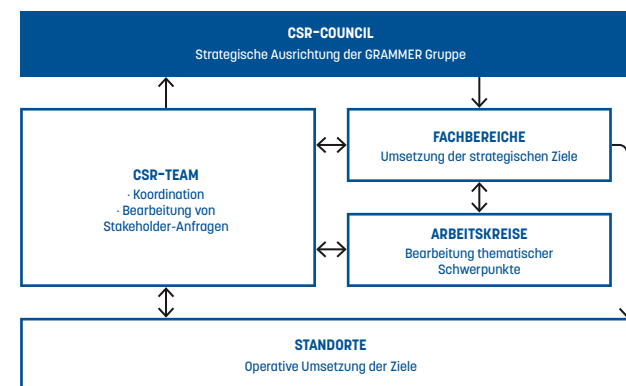 CSR-COUNCIL
Strategische Ausrichtung der GRAMMER Gruppe
CSR-TEAM
· Koordination
· Bearbeitung von
Stakeholder-Anfragen
FACHBEREICHE
Umsetzung der strategischen Ziele
ARBEITSKREISE
Bearbeitung thematischer
Schwerpunkte
STANDORTE
Operative Umsetzung der Ziele